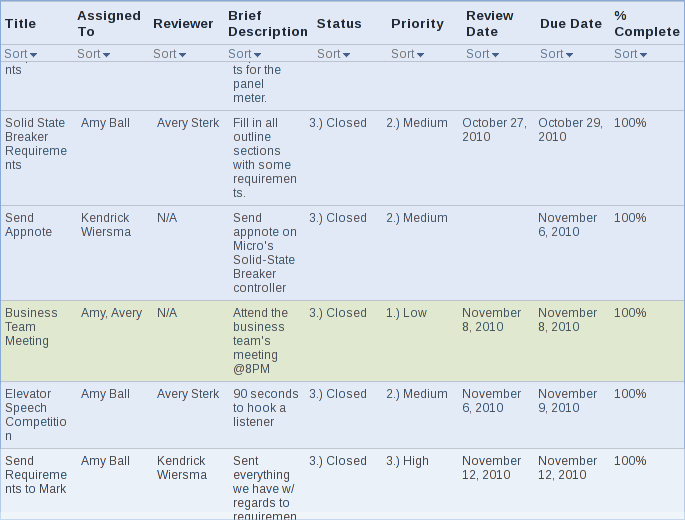 Title
Assigned
To
Reviewer
Brief
Description
Status
Priority
Review
Date
Due Date
%
Complete
Sort Sort Sort Sort Sort Sort Sort Sort Sort
nts
ts for the
panel
meter.
Solid State
Breaker
Requireme
nts
Amy Ball
Avery Sterk
Fill in all
outline
sections
with some
requiremen
ts.
3.) Closed
2.) Medium
October 27,
2010
October 29,
2010
100%
Send
Appnote
Kendrick
Wiersma
N/A
Send
appnote on
Micro's
Solid-State
Breaker
controller
3.) Closed
2.) Medium
November
6, 2010
100%
Business
Team
Meeting
Amy, Avery
N/A
Attend the
business
team's
meeting
@8PM
3.) Closed
1.) Low
November
8, 2010
November
8, 2010
100%
Elevator
Speech
Competitio
n
Amy Ball
Avery Sterk
90 seconds
to hook a
listener
3.) Closed
2.) Medium
November
6, 2010
November
9, 2010
100%
Send
Requireme
nts to Mark
Amy Ball
Kendrick
Wiersma
Sent
everything
we have w/
regards to
requiremen
3.) Closed
3.) High
November
12, 2010
November
12, 2010
100%